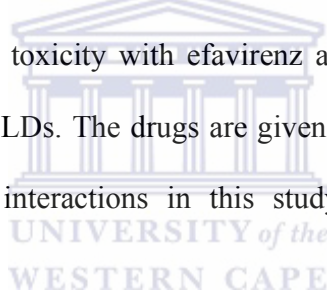 toxicity with efavirenz a
LDs. The drugs are given
interactions in this study
UNIVERSITY of the
WESTERN CAPE